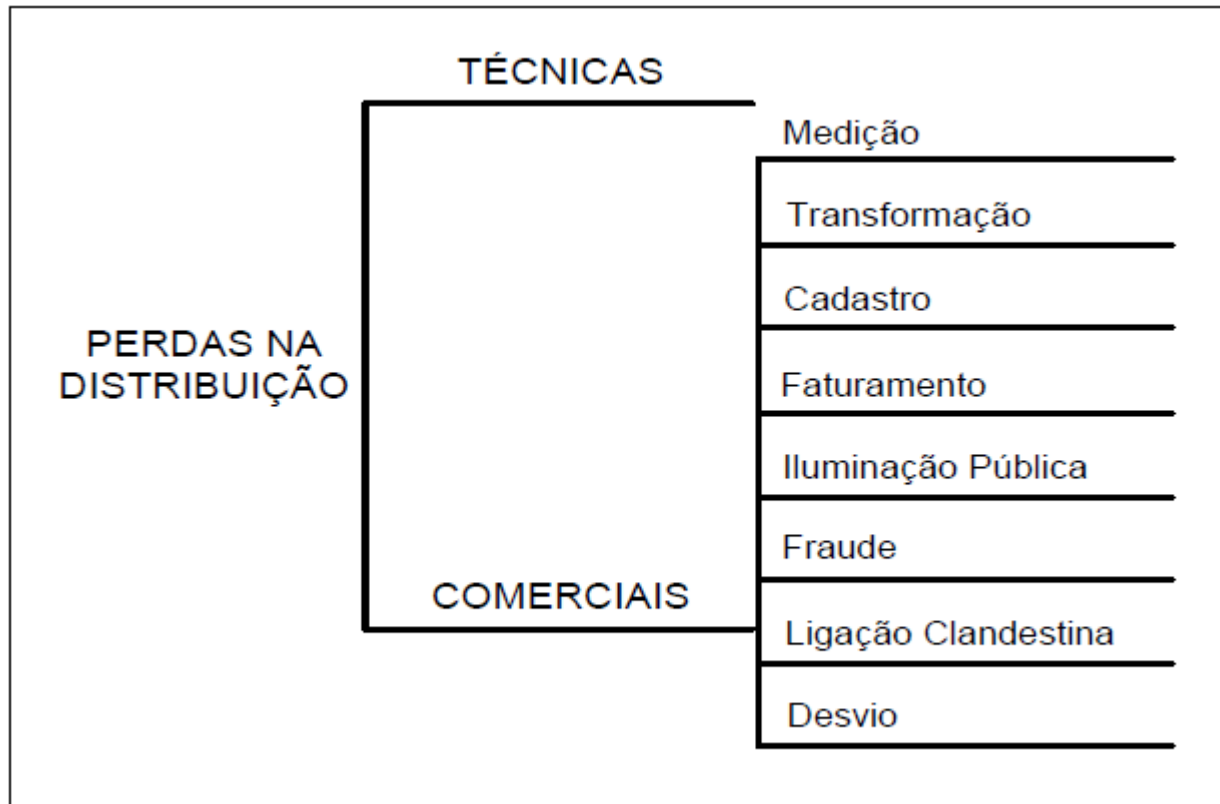 TÉCNICAS
Medição
Transformação
Cadastro
PERDAS NA
DISTRIBUIÇÃO
Faturamento
Iluminação Pública
Fraude
COMERCIAIS
Ligação Clandestina
Desvio